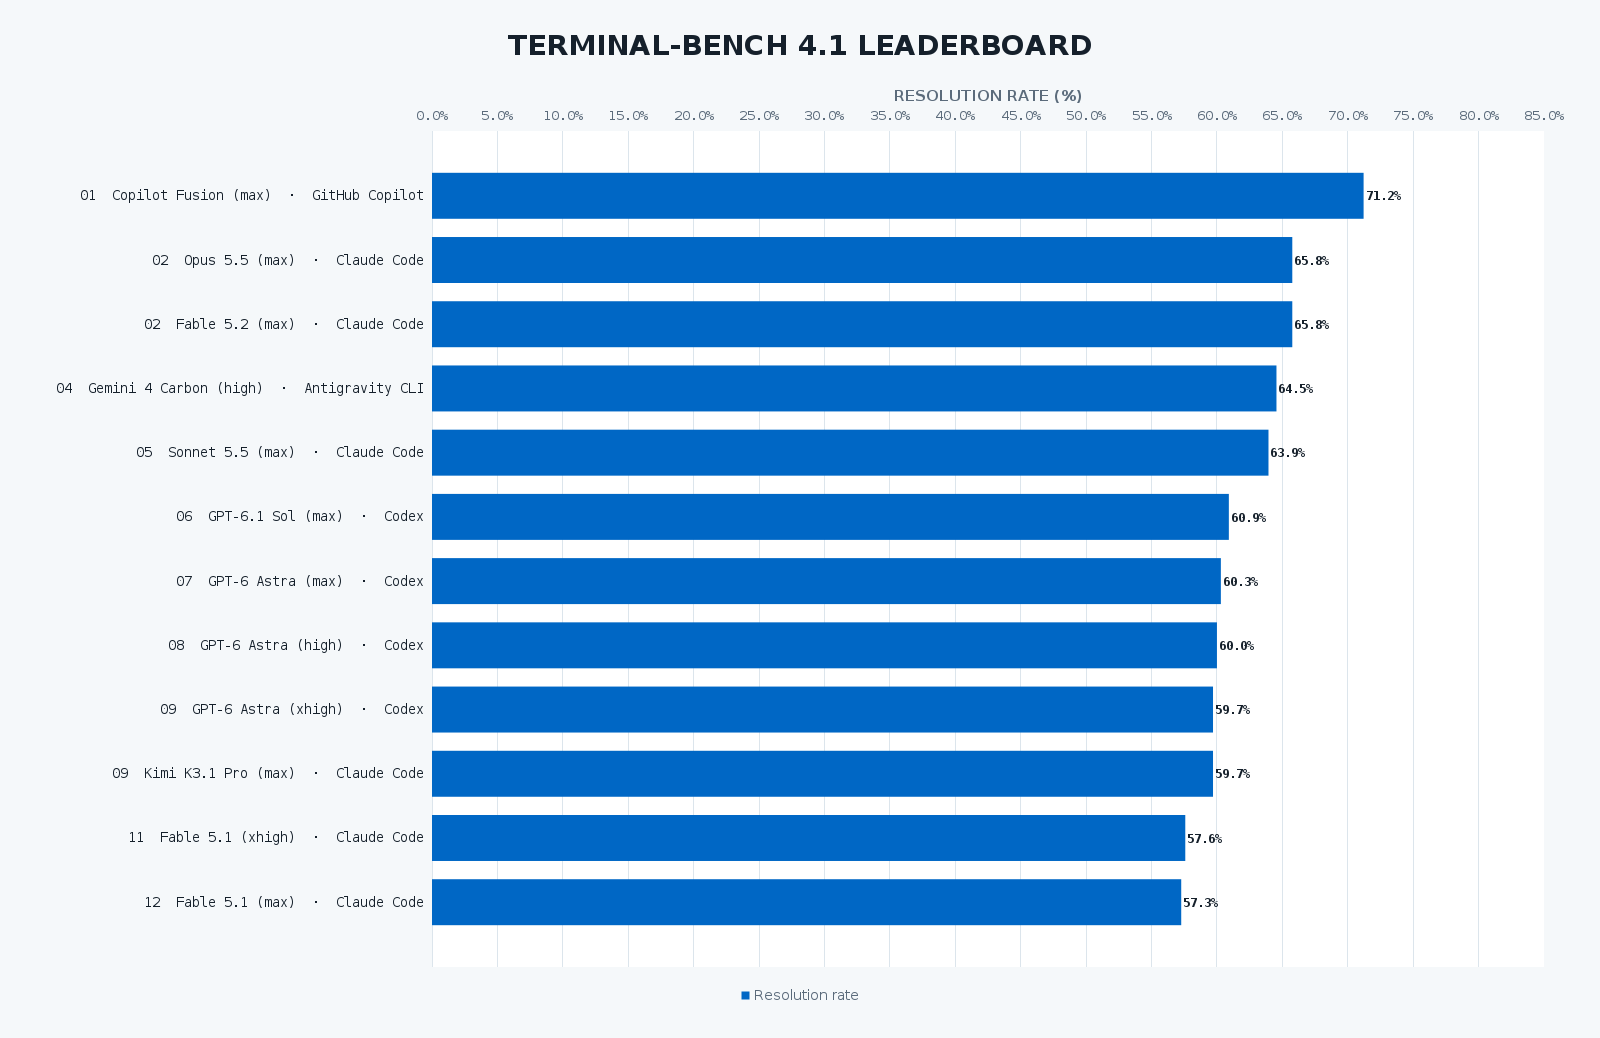 TERMINAL-BENCH 4.1 LEADERBOARD
RESOLUTION RATE (%)
0.0% 5.0% 10.0% 15.0% 20.0% 25.0% 30.0% 35.0% 40.0% 45.0% 50.0% 55.0% 60.0% 65.0% 70.0% 75.0% 80.0% 85.0%
01 Copilot Fusion (max) · GitHub Copilot 71.2%
02 Opus 5.5 (max) · Claude Code 65.8%
02 Fable 5.2 (max) · Claude Code 65.8%
04 Gemini 4 Carbon (high) · Antigravity CLI 64.5%
05 Sonnet 5.5 (max) · Claude Code 63.9%
06 GPT-6.1 Sol (max) · Codex 60.9%
07 GPT-6 Astra (max) · Codex 60.3%
08 GPT-6 Astra (high) · Codex 60.0%
09 GPT-6 Astra (xhigh) · Codex 59.7%
09 Kimi K3.1 Pro (max) · Claude Code 59.7%
11 Fable 5.1 (xhigh) · Claude Code 57.6%
12 Fable 5.1 (max) · Claude Code 57.3%
Resolution rate